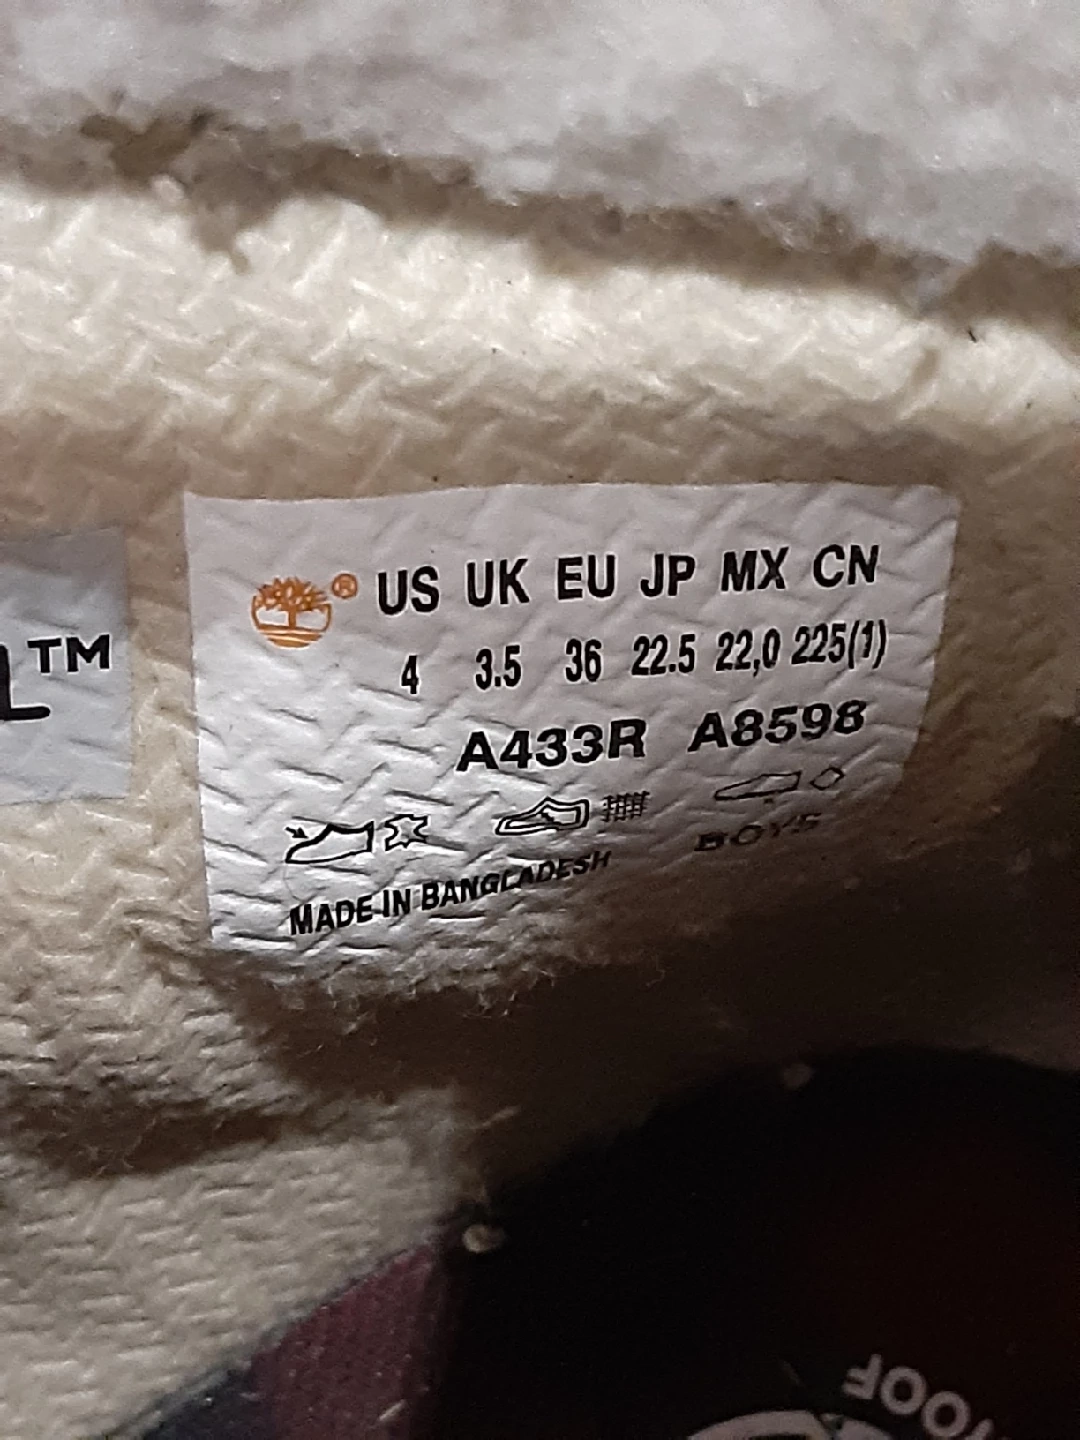 L™
® US UK EU JP MX CN
4 3.5 36 22.5 22,0 225(1)
A433R A8598
BOYS
MADE IN BANGLADESH